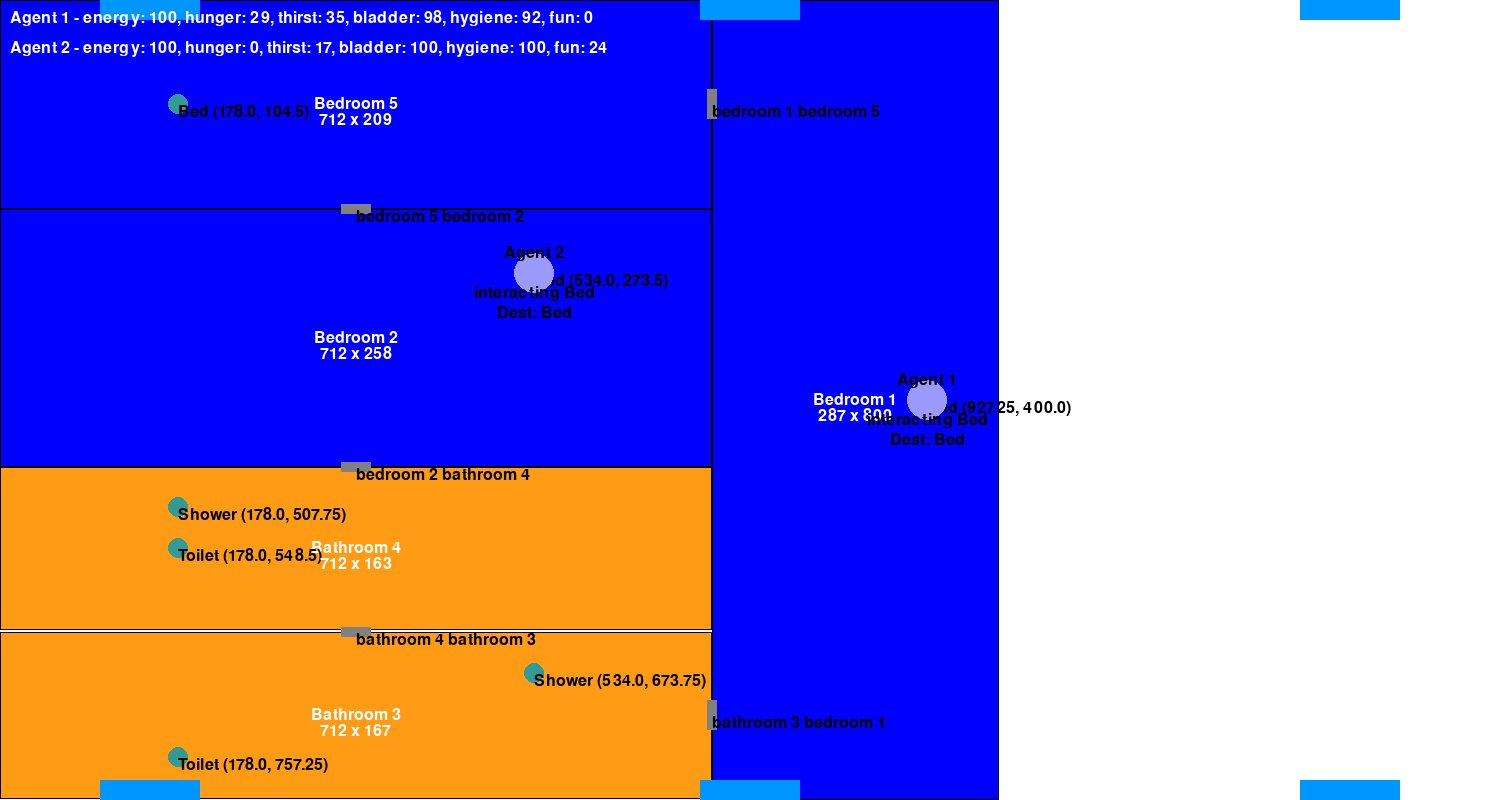 Agent 1 - energy: 100, hunger: 29, thirst: 35, bladder: 98, hygiene: 92, fun: 0
Agent 2 - energy: 100, hunger: 0, thirst: 17, bladder: 100, hygiene: 100, fun: 24
Bed (178.0, 104.5)
Bedroom 5
712 x 209
bedroom 1 bedroom 5
bedroom 5 bedroom 2
Agent 2
(534.0, 273.5)
interacting Bed
Dest: Bed
Bedroom 2
712 x 258
Agent 1
(927.25, 400.0)
Bedroom 1
287 x 800
interacting Bed
Dest: Bed
bedroom 2 bathroom 4
Shower (178.0, 507.75)
Toilet (178.0, 548.5)
Bathroom 4
712 x 163
bathroom 4 bathroom 3
Shower (534.0, 673.75)
Bathroom 3
712 x 167
bathroom 3 bedroom 1
Toilet (178.0, 757.25)